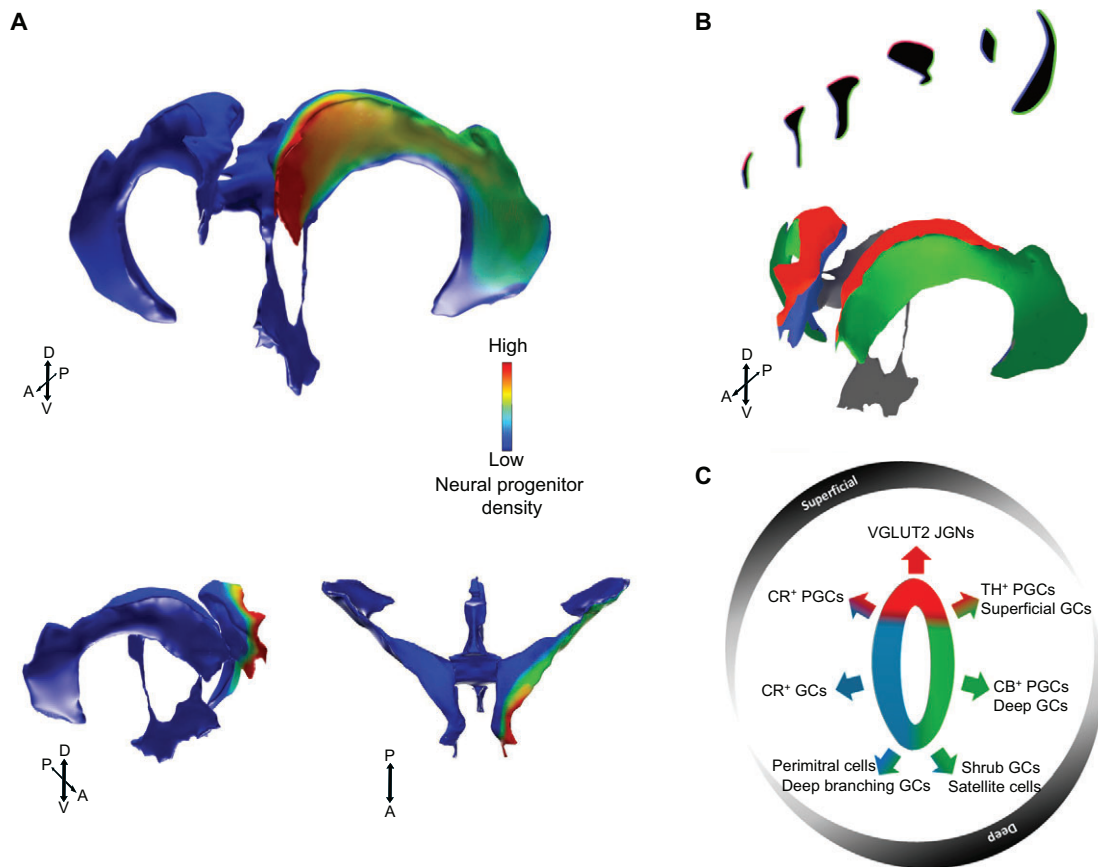 A
D
P
A
V
High
Low
Neural progenitor
density
D
P
A
V
P
A
B
D
P
A
V
C
Superficial
VGLUT2 JGNs
CR⁺ PGCs
TH⁺ PGCs
Superficial GCs
CR⁺ GCs
CB⁺ PGCs
Deep GCs
Perimitral cells
Deep branching GCs
Shrub GCs
Satellite cells
Deep